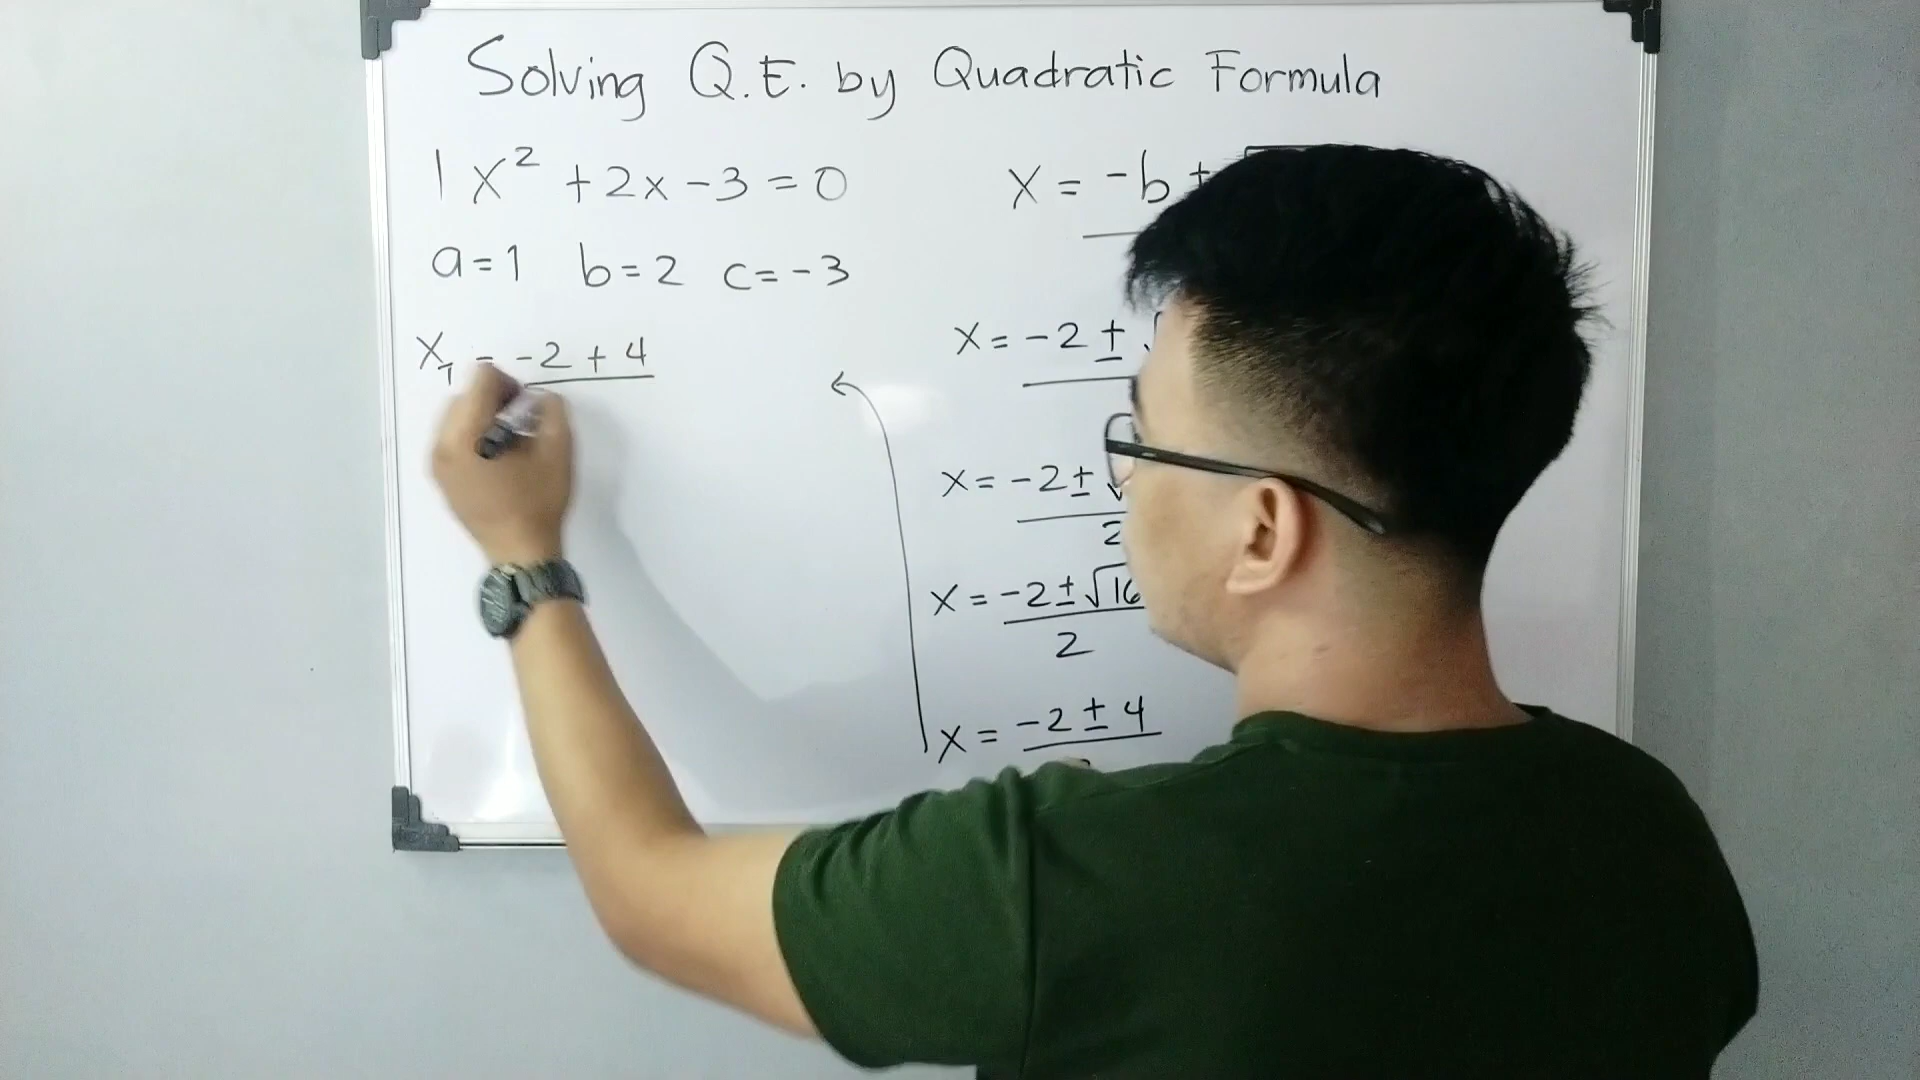 Solving Q.E. by Quadratic Formula
1x² + 2x - 3 = 0
a = 1 b = 2 c = -3
x₁ = -2 + 4
x = -b ±
x = -2 ± √
x = -2 ± √
2
x = -2 ± √16
2
x = -2 ± 4